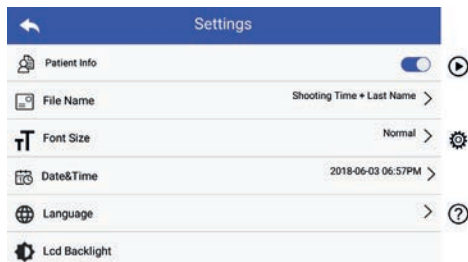 Settings
Patient Info
File Name Shooting Time + Last Name
Font Size Normal
Date&Time 2018-06-03 06:57PM
Language
Lcd Backlight